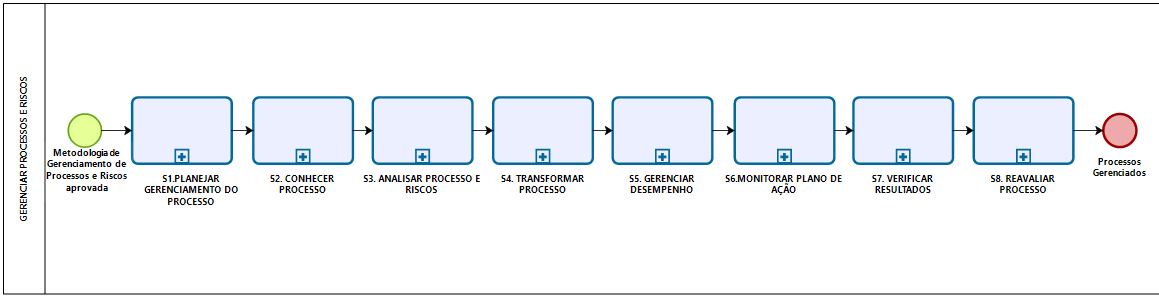 GERENCIAR PROCESSOS E RISCOS
Metodologia de
Gerenciamento de
Processos e Riscos
aprovada
S1.PLANEJAR
GERENCIAMENTO DO
PROCESSO
S2. CONHECER
PROCESSO
S3. ANALISAR PROCESSO E
RISCOS
S4. TRANSFORMAR
PROCESSO
S5. GERENCIAR
DESEMPENHO
S6.MONITORAR PLANO DE
AÇÃO
S7. VERIFICAR
RESULTADOS
S8. REAVALIAR
PROCESSO
Processos
Gerenciados